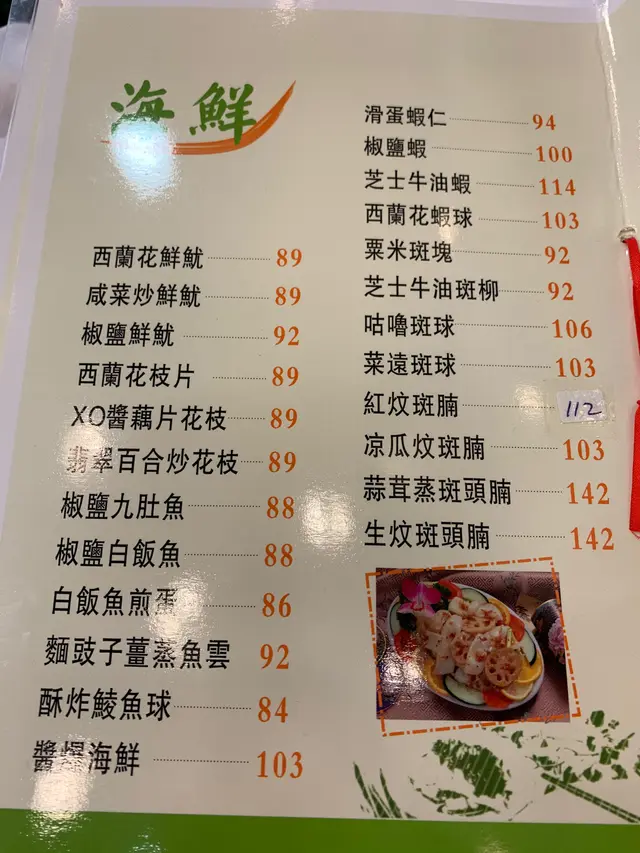 海鮮
西蘭花鮮魷 89
咸菜炒鮮魷 89
椒鹽鮮魷 92
西蘭花枝片 89
XO醬藕片花枝 89
翡翠百合炒花枝 89
椒鹽九肚魚 88
椒鹽白飯魚 88
白飯魚煎蛋 86
麵豉子薑蒸魚雲 92
酥炸鯪魚球 84
醬爆海鮮 103
滑蛋蝦仁 94
椒鹽蝦 100
芝士牛油蝦 114
西蘭花蝦球 103
粟米斑塊 92
芝士牛油斑柳 92
咕嚕斑球 106
菜遠斑球 103
紅炆斑腩 112
凉瓜炆斑腩 103
蒜茸蒸斑頭腩 142
生炆斑頭腩 142